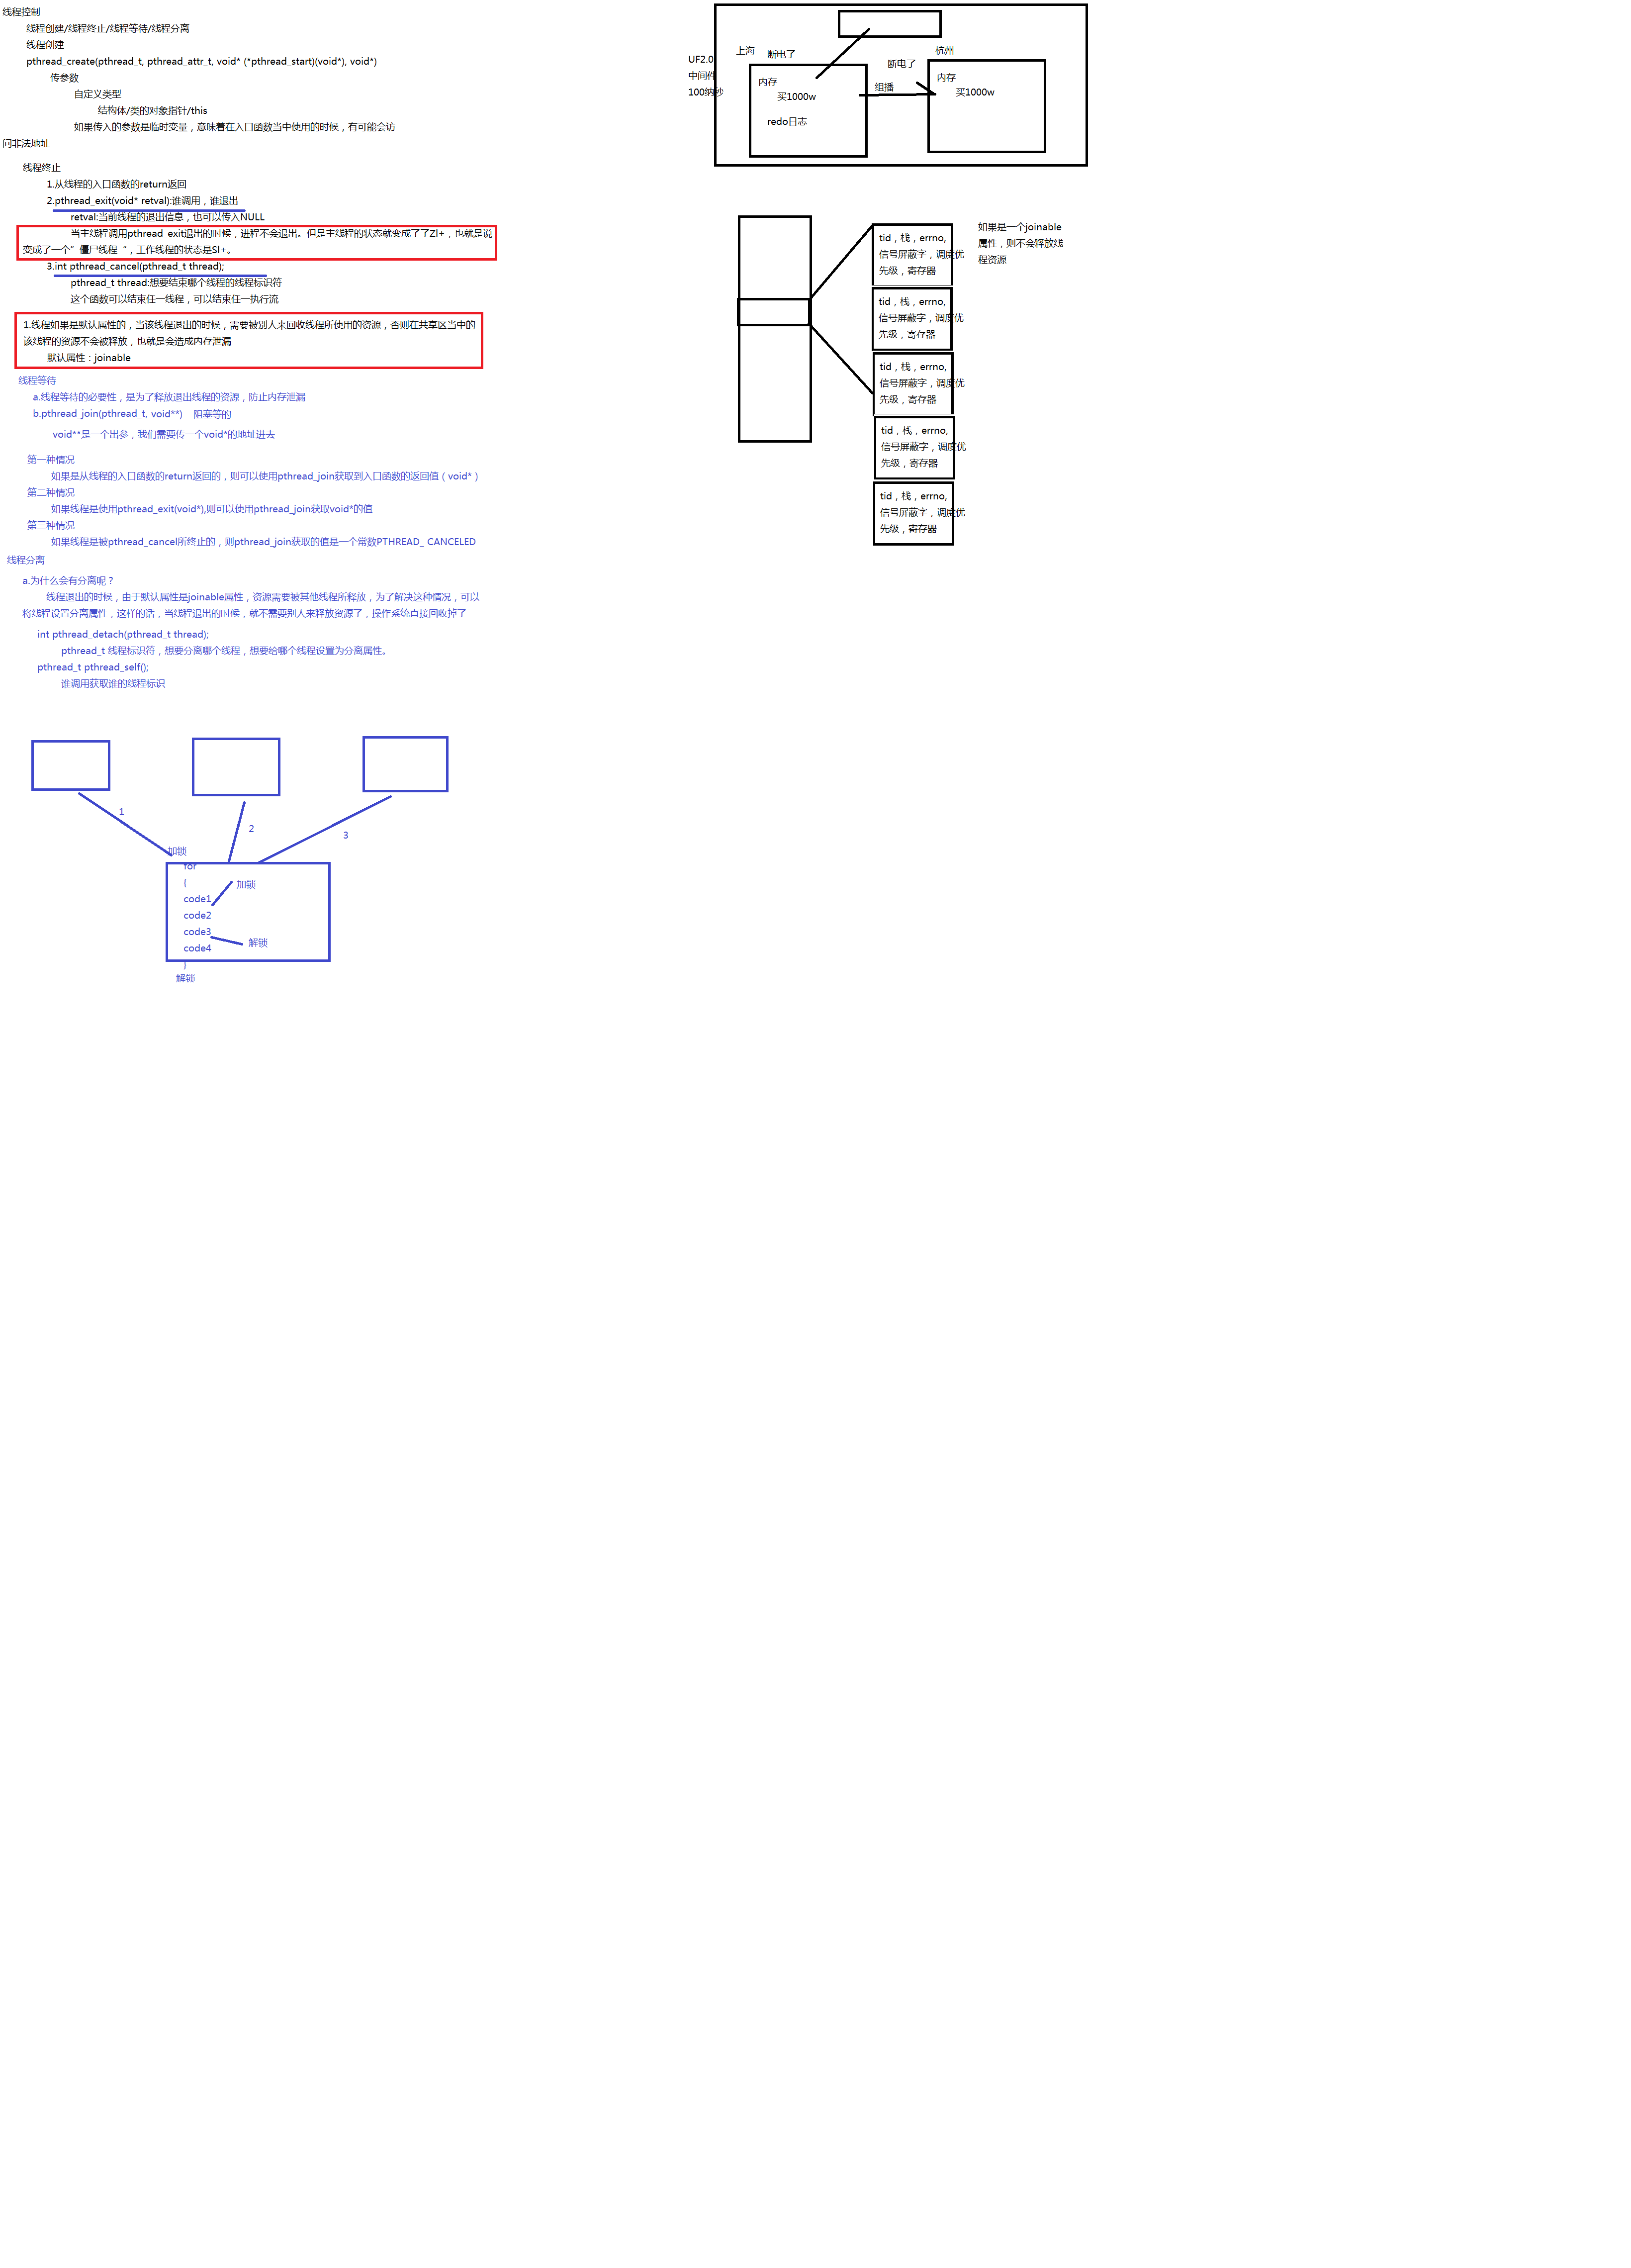 线程控制
线程创建/线程终止/线程等待/线程分离
线程创建
pthread_create(pthread_t, pthread_attr_t, void* (*pthread_start)(void*), void*)
传参数
自定义类型
结构体/类的对象指针/this
如果传入的参数是临时变量，意味着在入口函数当中使用的时候，有可能会访
问非法地址
线程终止
1.从线程的入口函数的return返回
2.pthread_exit(void* retval):谁调用，谁退出
retval:当前线程的退出信息，也可以传入NULL
当主线程调用pthread_exit退出的时候，进程不会退出。但是主线程的状态就变成了了Zl+，也就是说
变成了一个”僵尸线程 “，工作线程的状态是Sl+。
3.int pthread_cancel(pthread_t thread);
pthread_t thread:想要结束哪个线程的线程标识符
这个函数可以结束任一线程，可以结束任一执行流
1.线程如果是默认属性的，当该线程退出的时候，需要被别人来回收线程所使用的资源，否则在共享区当中的
该线程的资源不会被释放，也就是会造成内存泄漏
默认属性：joinable
线程等待
a.线程等待的必要性，是为了释放退出线程的资源，防止内存泄漏
b.pthread_join(pthread_t, void**) 阻塞等的
void**是一个出参，我们需要传一个void*的地址进去
第一种情况
如果是从线程的入口函数的return返回的，则可以使用pthread_join获取到入口函数的返回值（void*）
第二种情况
如果线程是使用pthread_exit(void*),则可以使用pthread_join获取void*的值
第三种情况
如果线程是被pthread_cancel所终止的，则pthread_join获取的值是一个常数PTHREAD_ CANCELED
线程分离
a.为什么会有分离呢？
线程退出的时候，由于默认属性是joinable属性，资源需要被其他线程所释放，为了解决这种情况，可以
将线程设置分离属性，这样的话，当线程退出的时候，就不需要别人来释放资源了，操作系统直接回收掉了
int pthread_detach(pthread_t thread);
pthread_t 线程标识符，想要分离哪个线程，想要给哪个线程设置为分离属性。
pthread_t pthread_self();
谁调用获取谁的线程标识
1
2
3
加锁
for
{
加锁
code1
code2
code3
解锁
code4
}
解锁
UF2.0
中间件
100纳秒
上海
断电了
内存
买1000w
redo日志
组播
断电了
杭州
内存
买1000w
tid，栈，errno,
信号屏蔽字，调度优
先级，寄存器
如果是一个joinable
属性，则不会释放线
程资源
tid，栈，errno,
信号屏蔽字，调度优
先级，寄存器
tid，栈，errno,
信号屏蔽字，调度优
先级，寄存器
tid，栈，errno,
信号屏蔽字，调度优
先级，寄存器
tid，栈，errno,
信号屏蔽字，调度优
先级，寄存器